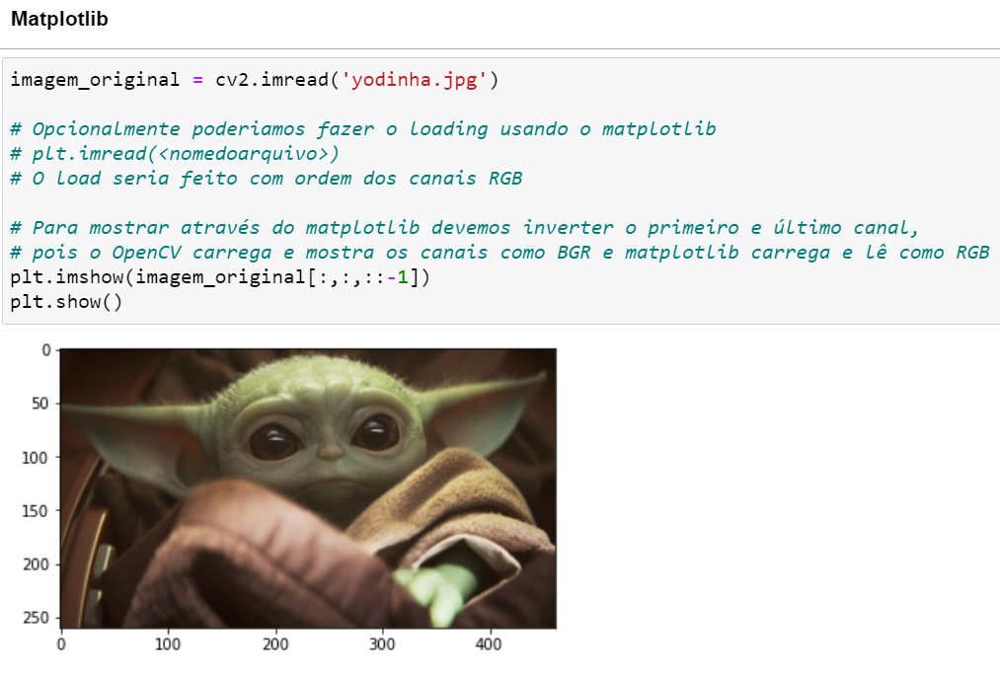 Matplotlib
imagem_original = cv2.imread('yodinha.jpg')
# Opcionalmente poderiamos fazer o loading usando o matplotlib
# plt.imread(<nomedoarquivo>)
# O load seria feito com ordem dos canais RGB
# Para mostrar através do matplotlib devemos inverter o primeiro e último canal,
# pois o OpenCV carrega e mostra os canais como BGR e matplotlib carrega e lê como RGB
plt.imshow(imagem_original[:,:,::-1])
plt.show()
0
50
100
150
200
250
0 100 200 300 400